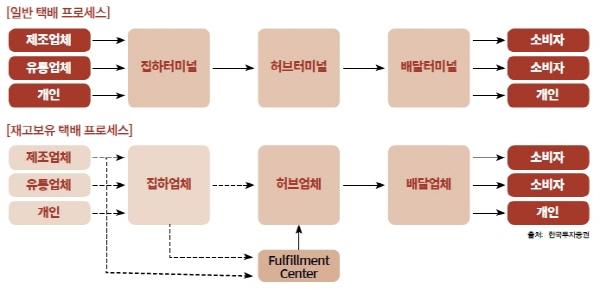 [일반 택배 프로세스]
제조업체
유통업체
개인
집하터미널
허브터미널
배달터미널
소비자
소비자
개인
[재고보유 택배 프로세스]
제조업체
유통업체
개인
집하업체
허브업체
배달업체
소비자
소비자
개인
Fulfillment
Center
출처: 한국투자증권